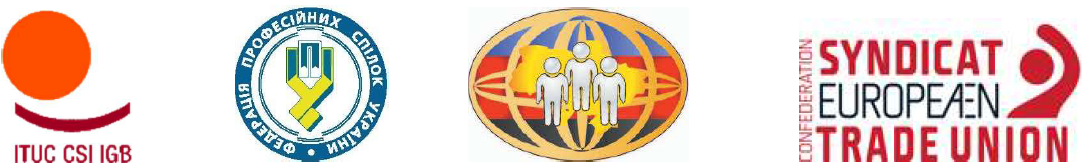 ITUC CSI IGB
ФЕДЕРАЦІЯ ПРОФЕСІЙНИХ СПІЛОК УКРАЇНИ
CONFEDERATION
SYNDICAT
EUROPEÆN
TRADE UNION